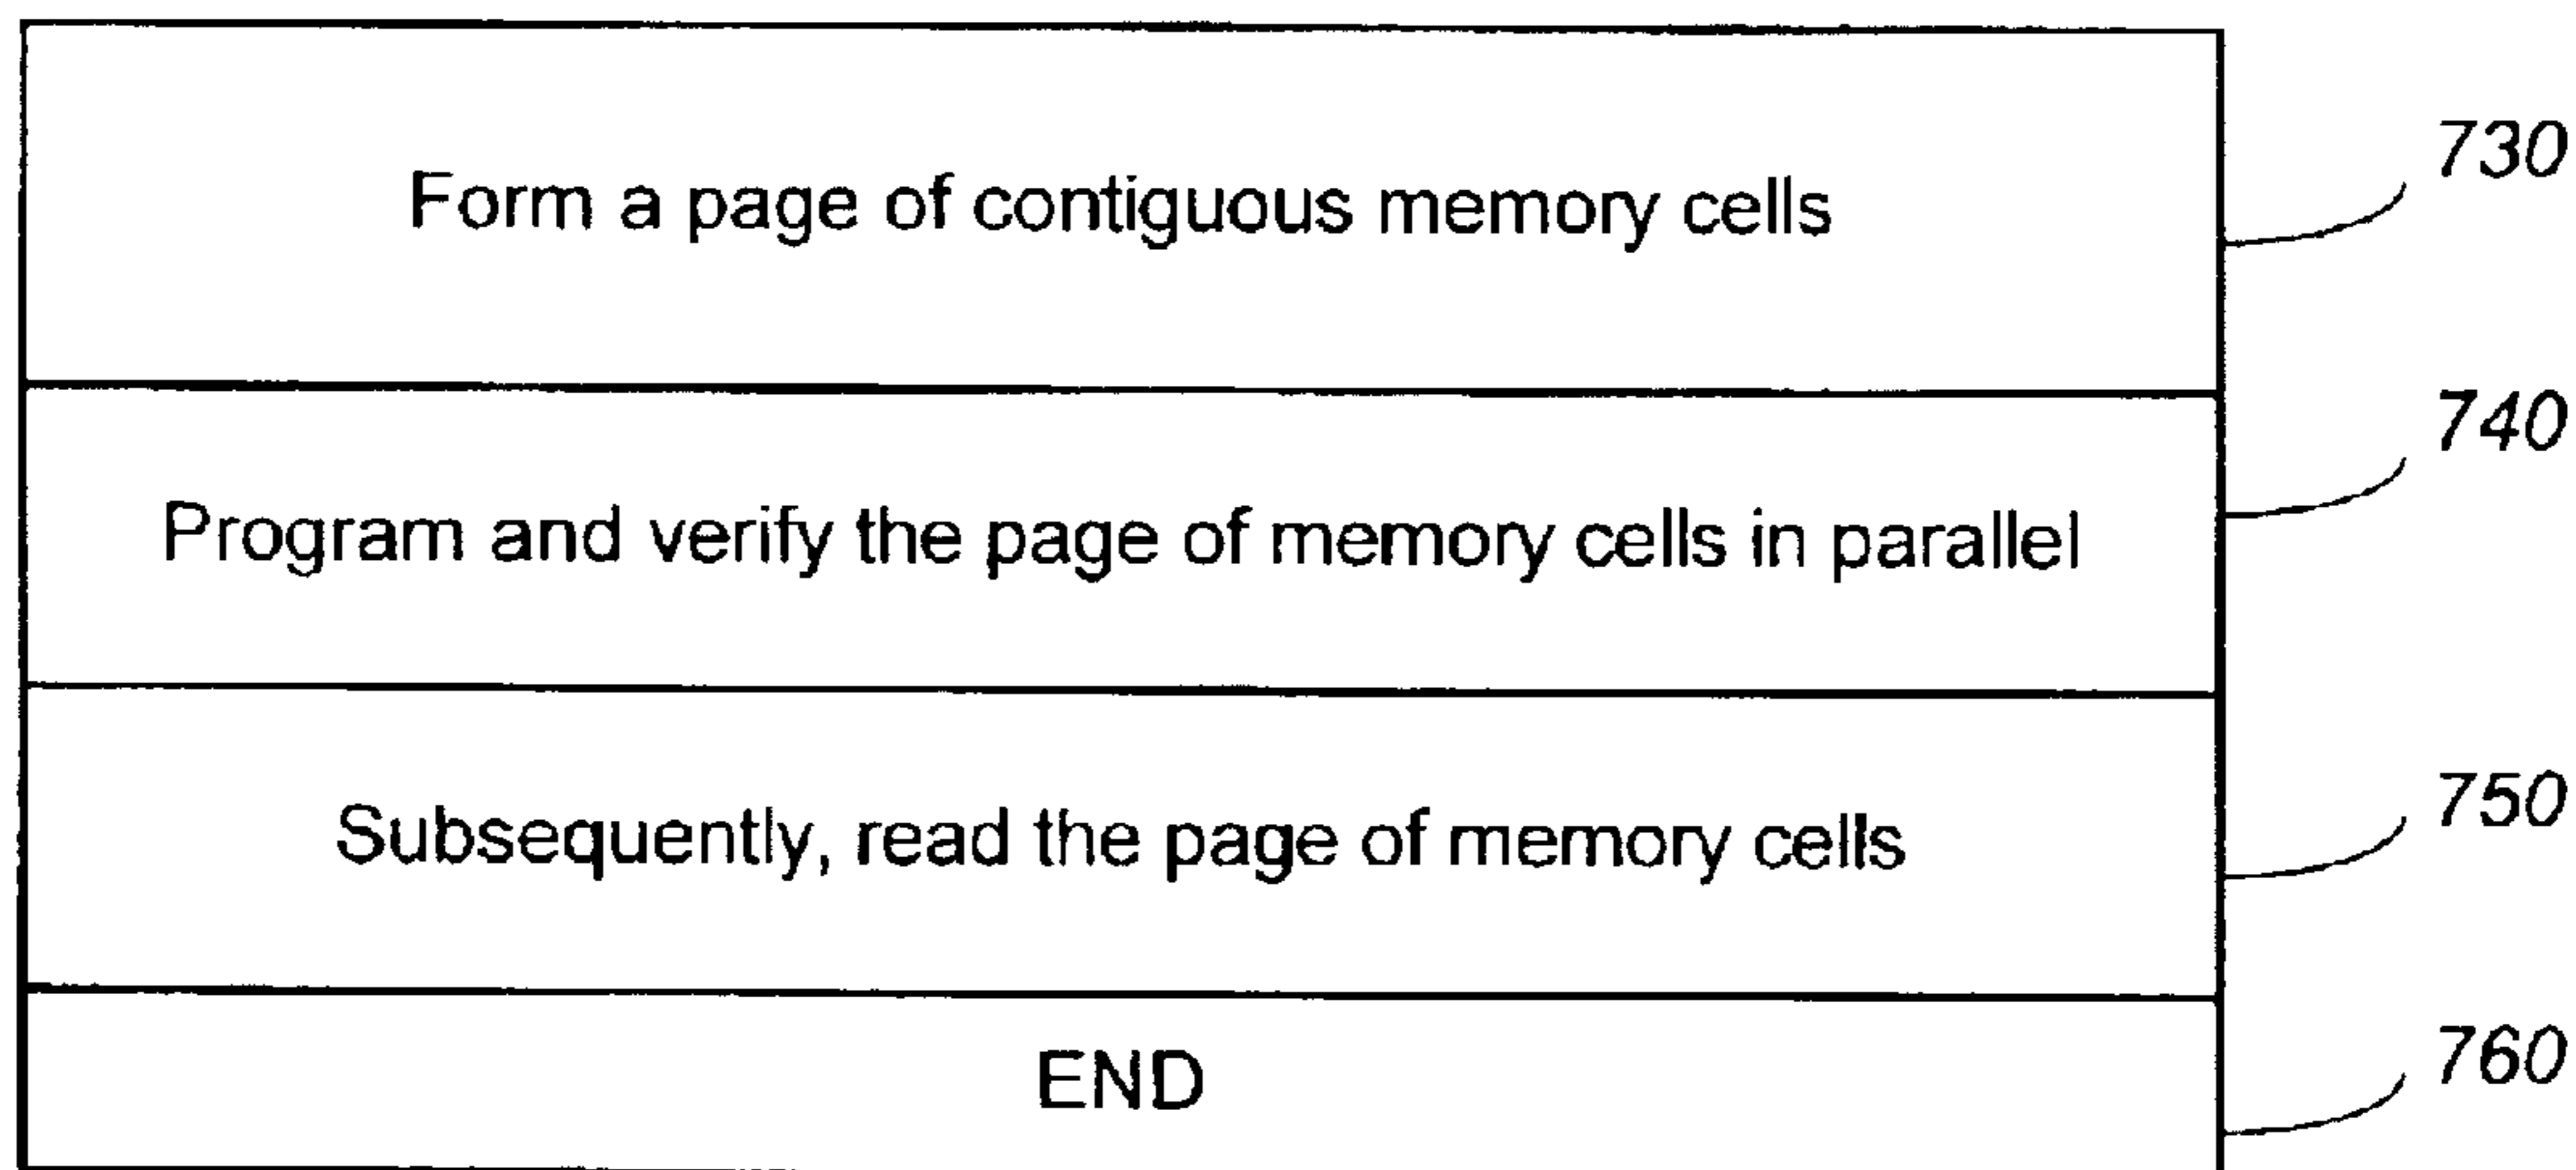 Form a page of contiguous memory cells
730
Program and verify the page of memory cells in parallel
740
Subsequently, read the page of memory cells
750
END
760